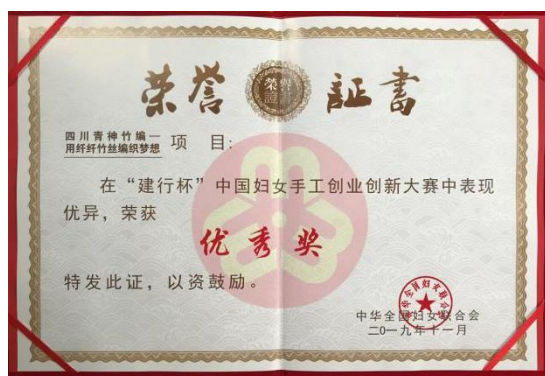 荣誉証書
四川青神竹编一
用纤纤竹丝编织梦想 项目:
在“建行杯”中国妇女手工创业创新大赛中表现
优异，荣获
优秀奖
特发此证，以资鼓励。
中华全国妇女联合会
二0一九年十一月